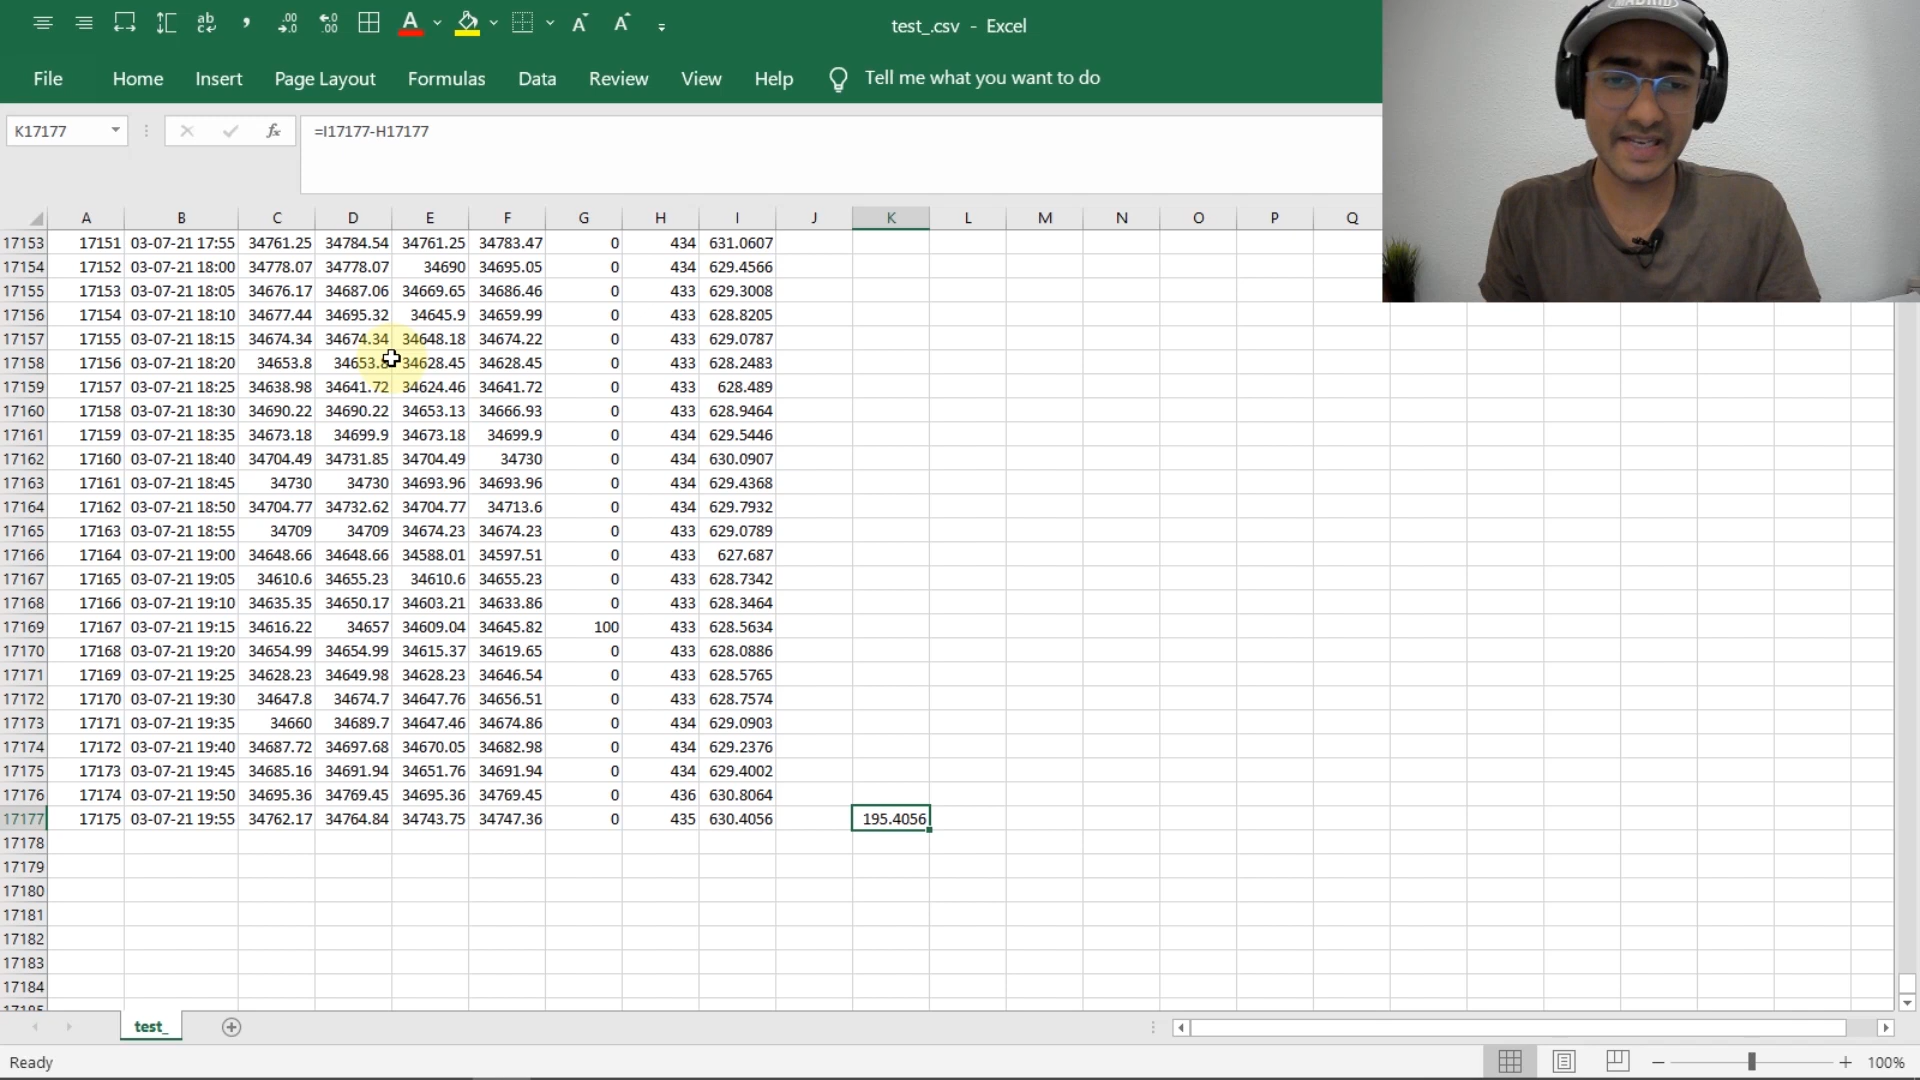 test_.csv - Excel
MADRID
File Home Insert Page Layout Formulas Data Review View Help Tell me what you want to do
K17177 fx =I17177-H17177
A B C D E F G H I J K L M N O P Q
17153 17151 03-07-21 17:55 34761.25 34784.54 34761.25 34783.47 0 434 631.0607
17154 17152 03-07-21 18:00 34778.07 34778.07 34690 34695.05 0 434 629.4566
17155 17153 03-07-21 18:05 34676.17 34687.06 34669.65 34686.46 0 433 629.3008
17156 17154 03-07-21 18:10 34677.44 34695.32 34645.9 34659.99 0 433 628.8205
17157 17155 03-07-21 18:15 34674.34 34674.34 34648.18 34674.22 0 433 629.0787
17158 17156 03-07-21 18:20 34653.8 34653.8 34628.45 34628.45 0 433 628.2483
17159 17157 03-07-21 18:25 34638.98 34641.72 34624.46 34641.72 0 433 628.489
17160 17158 03-07-21 18:30 34690.22 34690.22 34653.13 34666.93 0 433 628.9464
17161 17159 03-07-21 18:35 34673.18 34699.9 34673.18 34699.9 0 434 629.5446
17162 17160 03-07-21 18:40 34704.49 34731.85 34704.49 34730 0 434 630.0907
17163 17161 03-07-21 18:45 34730 34730 34693.96 34693.96 0 434 629.4368
17164 17162 03-07-21 18:50 34704.77 34732.62 34704.77 34713.6 0 434 629.7932
17165 17163 03-07-21 18:55 34709 34709 34674.23 34674.23 0 433 629.0789
17166 17164 03-07-21 19:00 34648.66 34648.66 34588.01 34597.51 0 433 627.687
17167 17165 03-07-21 19:05 34610.6 34655.23 34610.6 34655.23 0 433 628.7342
17168 17166 03-07-21 19:10 34635.35 34650.17 34603.21 34633.86 0 433 628.3464
17169 17167 03-07-21 19:15 34616.22 34657 34609.04 34645.82 100 433 628.5634
17170 17168 03-07-21 19:20 34654.99 34654.99 34615.37 34619.65 0 433 628.0886
17171 17169 03-07-21 19:25 34628.23 34649.98 34628.23 34646.54 0 433 628.5765
17172 17170 03-07-21 19:30 34647.8 34674.7 34647.76 34656.51 0 433 628.7574
17173 17171 03-07-21 19:35 34660 34689.7 34647.46 34674.86 0 434 629.0903
17174 17172 03-07-21 19:40 34687.72 34697.68 34670.05 34682.98 0 434 629.2376
17175 17173 03-07-21 19:45 34685.16 34691.94 34651.76 34691.94 0 434 629.4002
17176 17174 03-07-21 19:50 34695.36 34769.45 34695.36 34769.45 0 436 630.8064
17177 17175 03-07-21 19:55 34762.17 34764.84 34743.75 34747.36 0 435 630.4056 195.4056
17178
17179
17180
17181
17182
17183
17184
17185
test_
Ready 100%